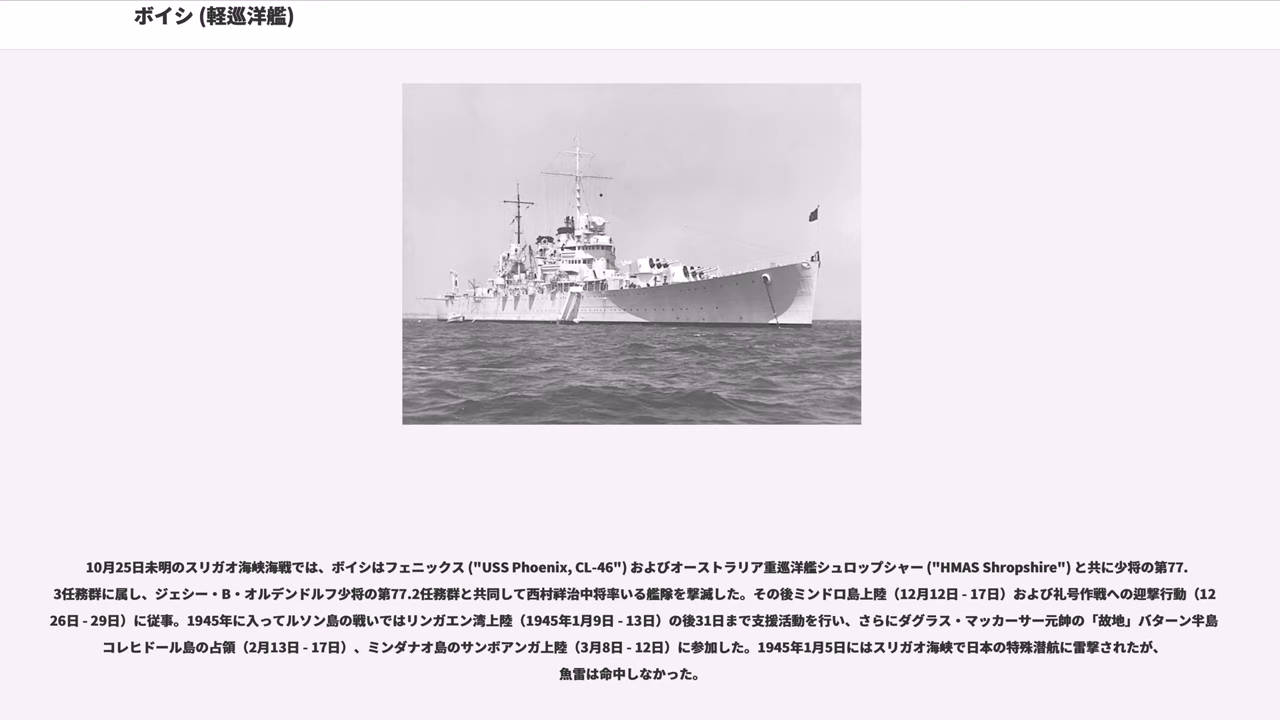 ボイシ (軽巡洋艦)
10月25日未明のスリガオ海峡海戦では、ボイシはフェニックス ("USS Phoenix, CL-46") およびオーストラリア重巡洋艦シュロップシャー ("HMAS Shropshire") と共に少将の第77.
3任務群に属し、ジェシー・B・オルデンドルフ少将の第77.2任務群と共同して西村祥治中将率いる艦隊を撃滅した。その後ミンドロ島上陸（12月12日 - 17日）および礼号作戦への迎撃行動（12
26日 - 29日）に従事。1945年に入ってルソン島の戦いではリンガエン湾上陸（1945年1月9日 - 13日）の後31日まで支援活動を行い、さらにダグラス・マッカーサー元帥の「故地」バターン半島
コレヒドール島の占領（2月13日 - 17日）、ミンダナオ島のサンボアンガ上陸（3月8日 - 12日）に参加した。1945年1月5日にはスリガオ海峡で日本の特殊潜航に雷撃されたが、
魚雷は命中しなかった。